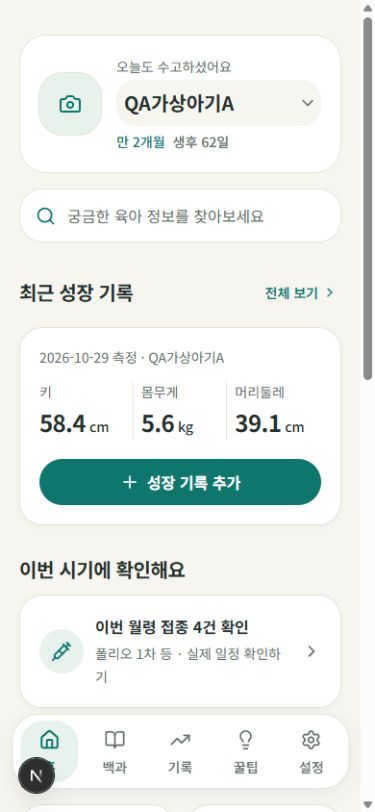 오늘도 수고하셨어요
QA가상아기A
만 2개월 생후 62일
궁금한 육아 정보를 찾아보세요
최근 성장 기록
전체 보기
2026-10-29 측정 · QA가상아기A
키 몸무게 머리둘레
58.4 cm 5.6 kg 39.1 cm
성장 기록 추가
이번 시기에 확인해요
이번 월령 접종 4건 확인
폴리오 1차 등 · 실제 일정 확인하
기
백과 기록 꿀팁 설정
N